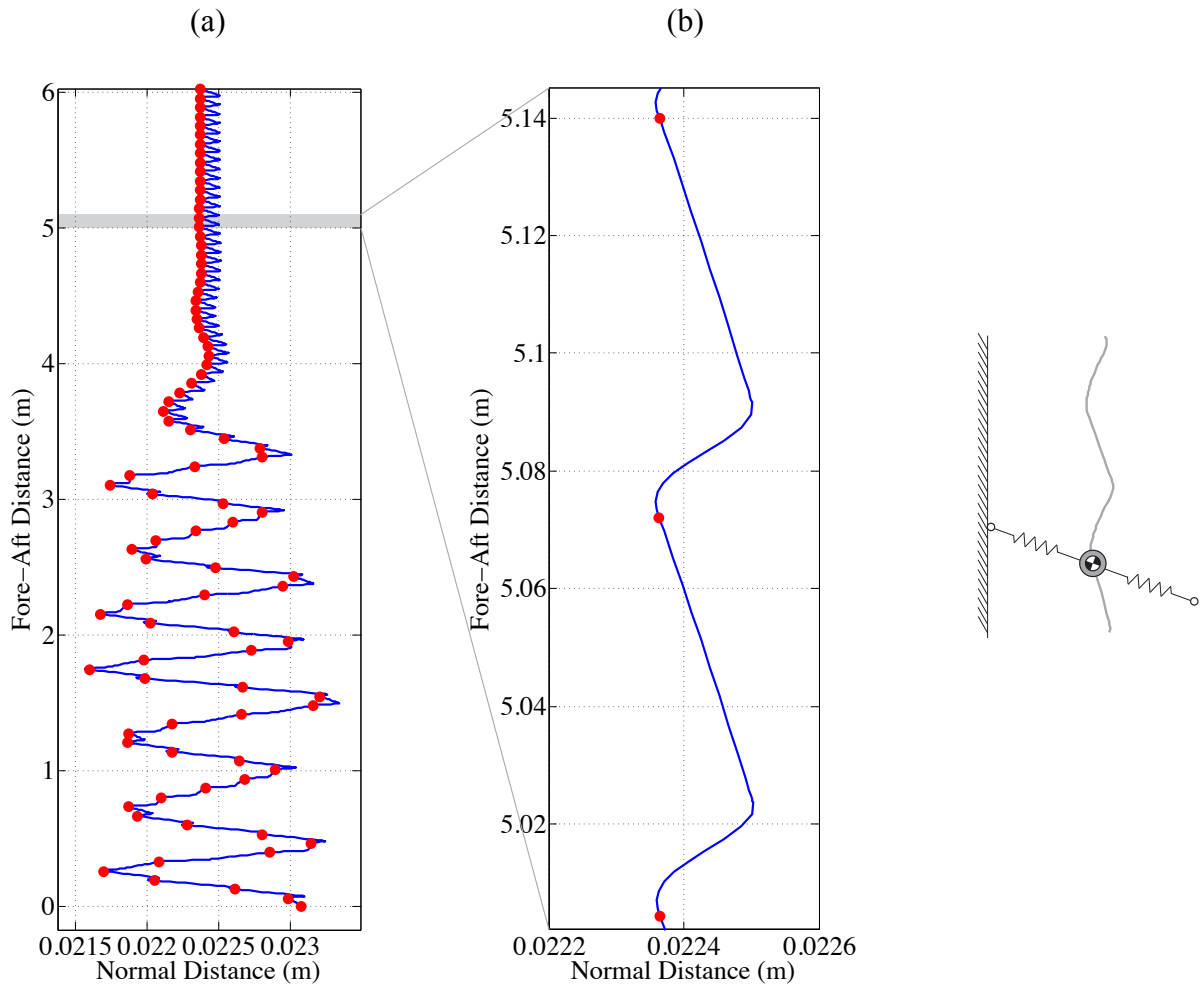 (a)
(b)
6
5
4
3
2
1
0
Fore−Aft Distance (m)
0.0215 0.022 0.0225 0.023
Normal Distance (m)
5.14
5.12
5.1
5.08
5.06
5.04
5.02
Fore−Aft Distance (m)
0.0222 0.0224 0.0226
Normal Distance (m)